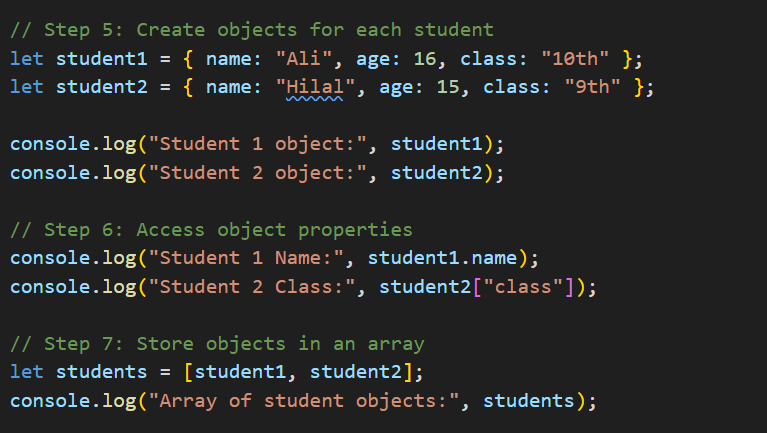 // Step 5: Create objects for each student
let student1 = { name: "Ali", age: 16, class: "10th" };
let student2 = { name: "Hilal", age: 15, class: "9th" };
console.log("Student 1 object:", student1);
console.log("Student 2 object:", student2);
// Step 6: Access object properties
console.log("Student 1 Name:", student1.name);
console.log("Student 2 Class:", student2["class"]);
// Step 7: Store objects in an array
let students = [student1, student2];
console.log("Array of student objects:", students);